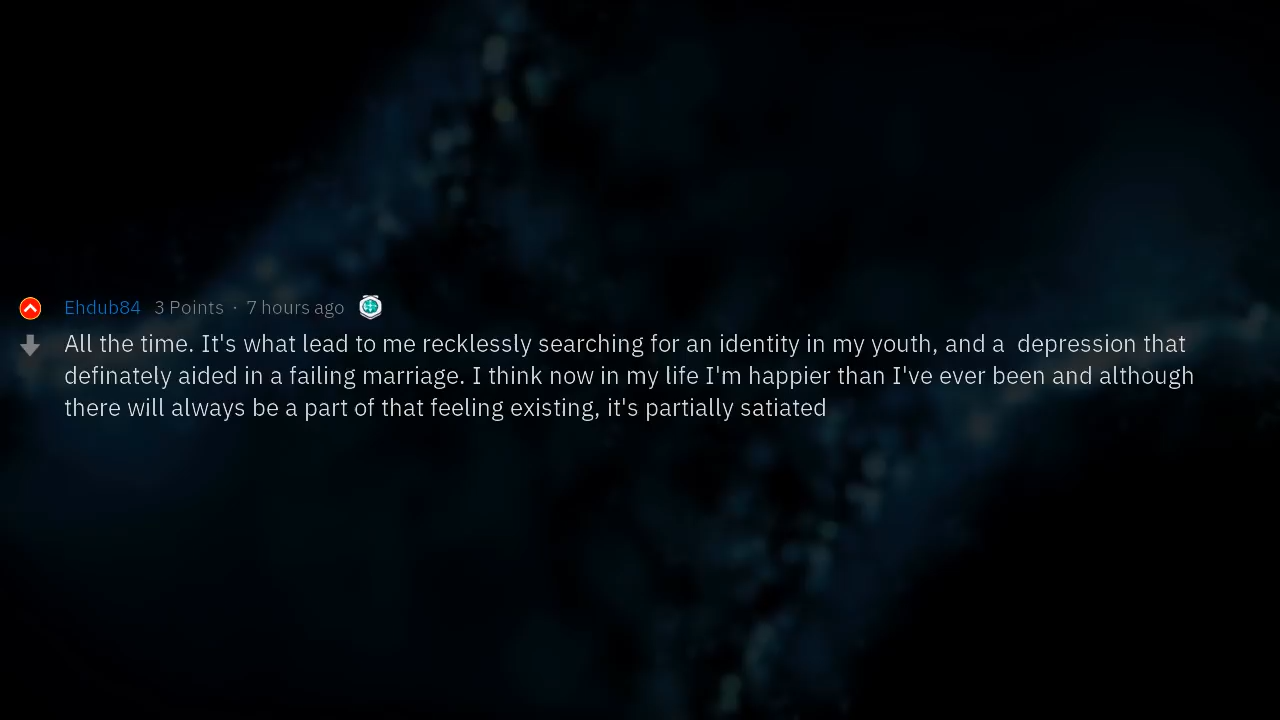 Ehdub84 3 Points · 7 hours ago
All the time. It's what lead to me recklessly searching for an identity in my youth, and a  depression that
definately aided in a failing marriage. I think now in my life I'm happier than I've ever been and although
there will always be a part of that feeling existing, it's partially satiated